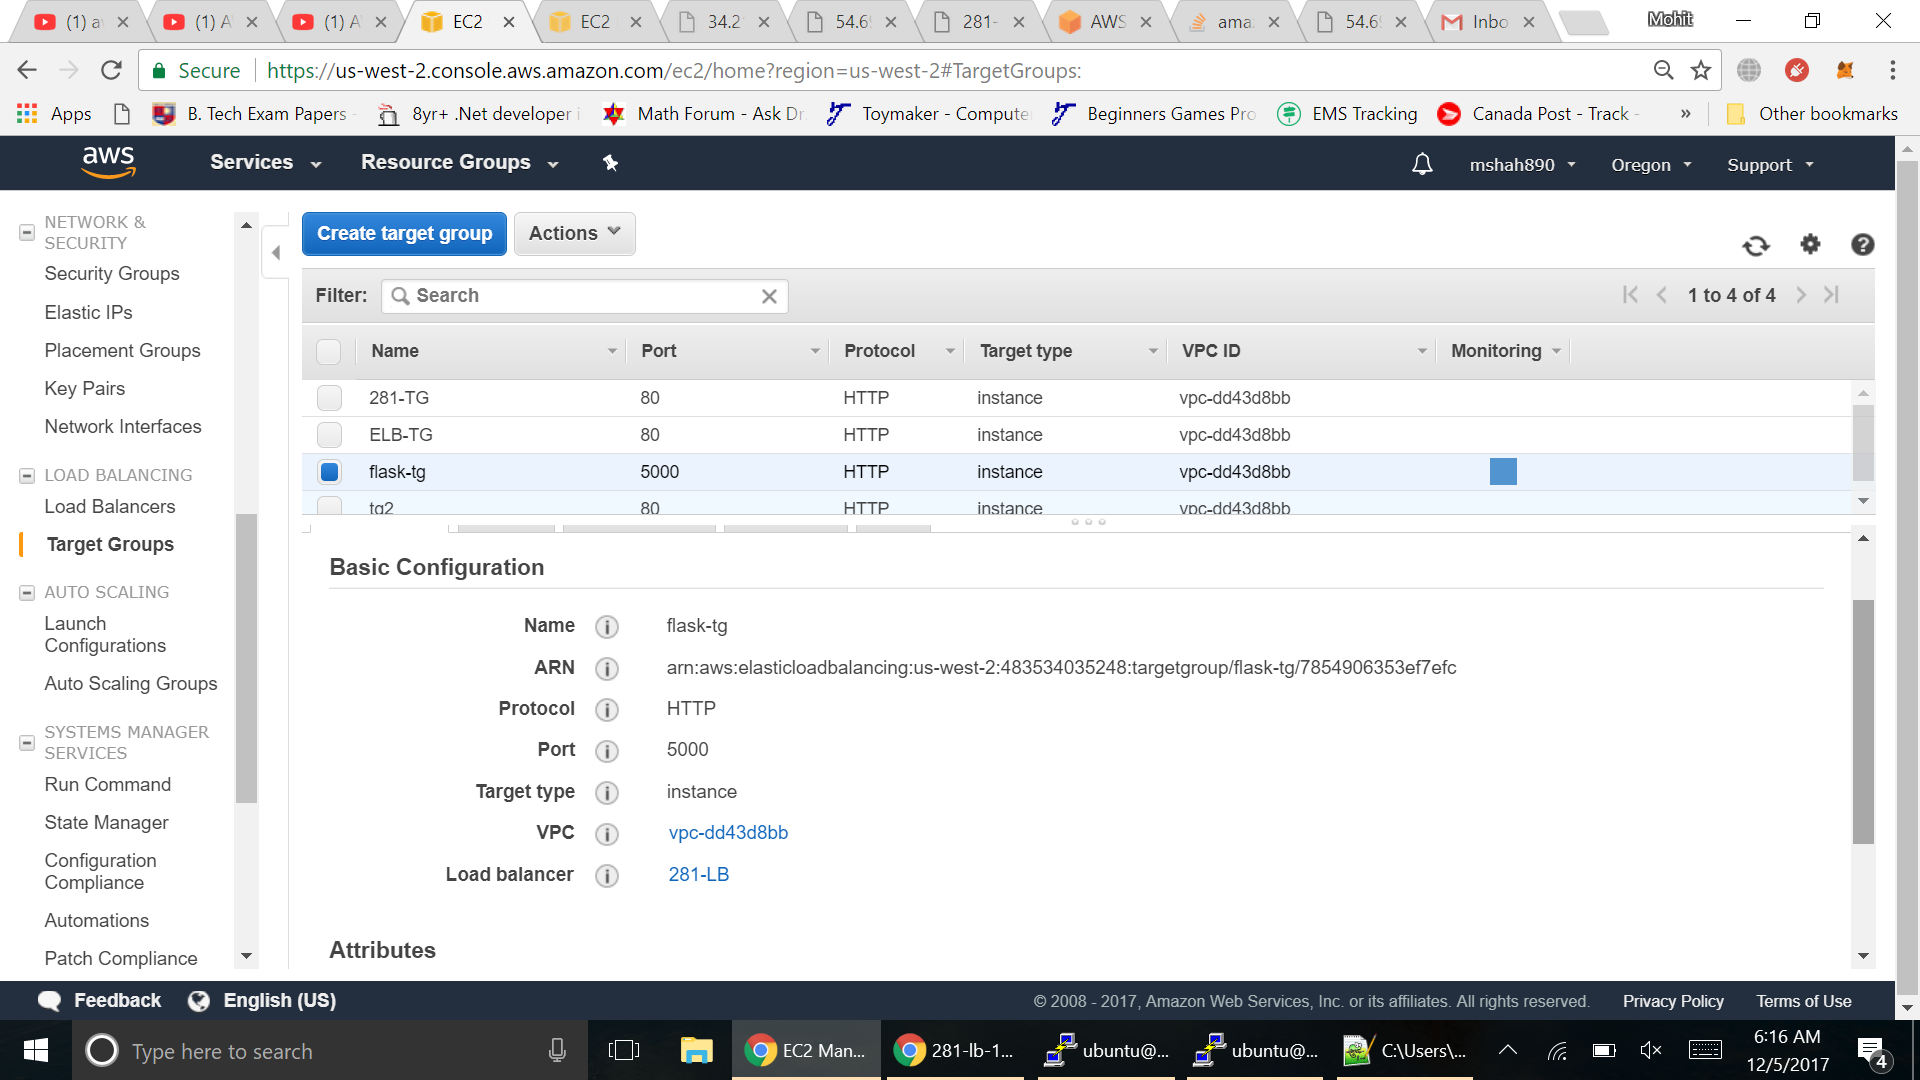 (1) a
(1) A
(1) A
EC2
EC2
34.2
54.6
281-
AWS
ama
54.6
Inbo
Mohit
Secure
https://us-west-2.console.aws.amazon.com/ec2/home?region=us-west-2#TargetGroups:
Apps
B. Tech Exam Papers
8yr+ .Net developer i
Math Forum - Ask Dr.
Toymaker - Compute
Beginners Games Pro
EMS Tracking
Canada Post - Track -
»
Other bookmarks
aws
Services
Resource Groups
mshah890
Oregon
Support
NETWORK &
SECURITY
Security Groups
Elastic IPs
Placement Groups
Key Pairs
Network Interfaces
LOAD BALANCING
Load Balancers
Target Groups
AUTO SCALING
Launch
Configurations
Auto Scaling Groups
SYSTEMS MANAGER
SERVICES
Run Command
State Manager
Configuration
Compliance
Automations
Patch Compliance
Create target group
Actions
Filter:
Search
1 to 4 of 4
Name Port Protocol Target type VPC ID Monitoring
281-TG 80 HTTP instance vpc-dd43d8bb
ELB-TG 80 HTTP instance vpc-dd43d8bb
flask-tg 5000 HTTP instance vpc-dd43d8bb
tg2 80 HTTP instance vpc-dd43d8bb
Basic Configuration
Name flask-tg
ARN arn:aws:elasticloadbalancing:us-west-2:483534035248:targetgroup/flask-tg/7854906353ef7efc
Protocol HTTP
Port 5000
Target type instance
VPC vpc-dd43d8bb
Load balancer 281-LB
Attributes
Feedback
English (US)
© 2008 - 2017, Amazon Web Services, Inc. or its affiliates. All rights reserved.
Privacy Policy
Terms of Use
Type here to search
EC2 Man...
281-lb-1...
ubuntu@...
ubuntu@...
C:\Users\...
6:16 AM
12/5/2017
4